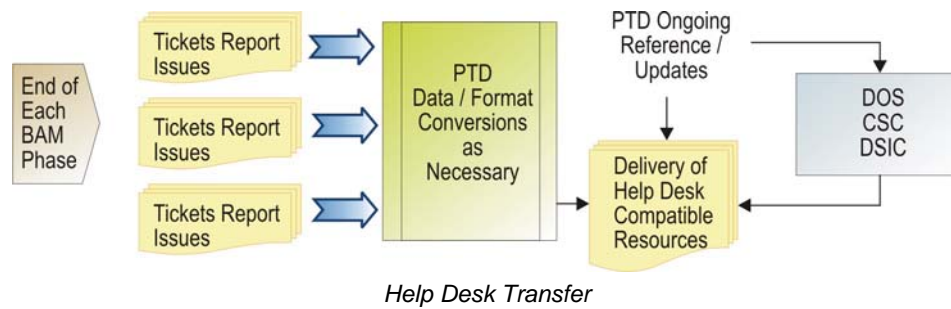 End of
Each
BAM
Phase
Tickets Report
Issues
Tickets Report
Issues
Tickets Report
Issues
PTD
Data / Format
Conversions
as
Necessary
PTD Ongoing
Reference /
Updates
Delivery of
Help Desk
Compatible
Resources
DOS
CSC
DSIC
Help Desk Transfer